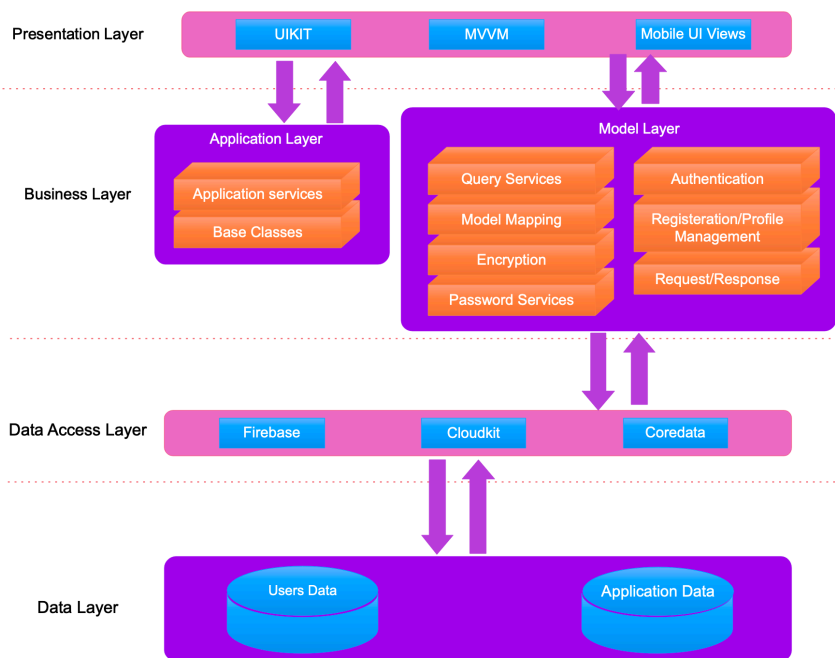 Presentation Layer
UIKIT
MVVM
Mobile UI Views
Business Layer
Application Layer
Application services
Base Classes
Model Layer
Query Services
Model Mapping
Encryption
Password Services
Authentication
Registeration/Profile
Management
Request/Response
Data Access Layer
Firebase
Cloudkit
Coredata
Data Layer
Users Data
Application Data